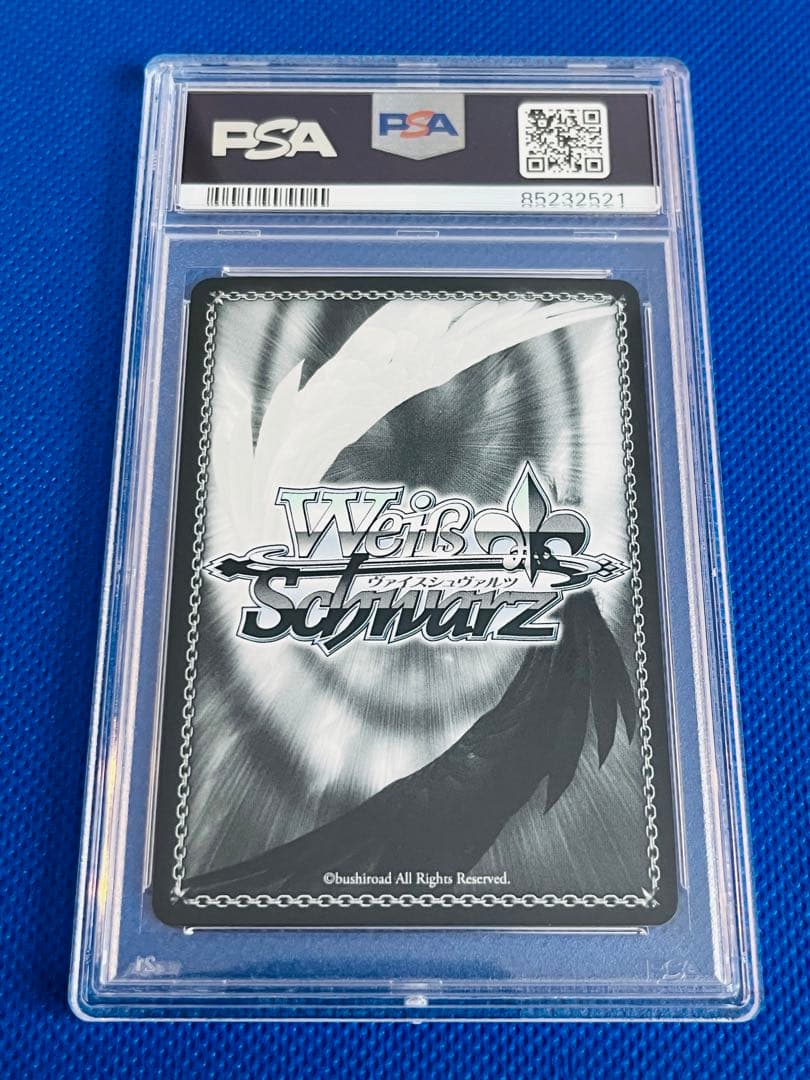 PSA
PSA
85232521
Weiß
ヴァイスシュヴァルツ
Schwarz
©bushiroad All Rights Reserved.